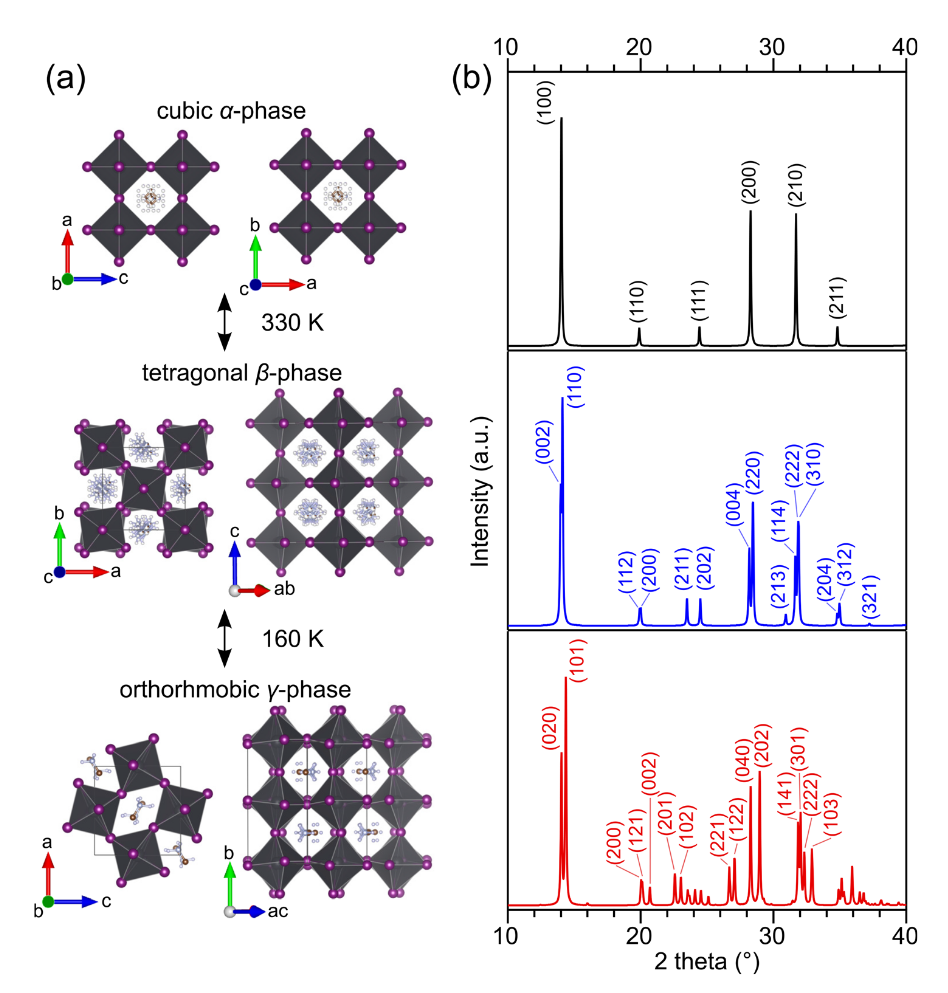 (a)
cubic α-phase
a
b
c
b
c
a
330 K
tetragonal β-phase
b
c
a
c
ab
160 K
orthorhmobic γ-phase
a
b
c
b
ac
(b)
10 20 30 40
(100)
(110)
(111)
(200)
(210)
(211)
Intensity (a.u.)
(002)
(110)
(112)
(200)
(211)
(202)
(004)
(220)
(213)
(114)
(222)
(310)
(204)
(312)
(321)
(020)
(101)
(200)
(121)
(002)
(201)
(102)
(221)
(122)
(040)
(202)
(141)
(301)
(222)
(103)
10 20 30 40
2 theta (°)